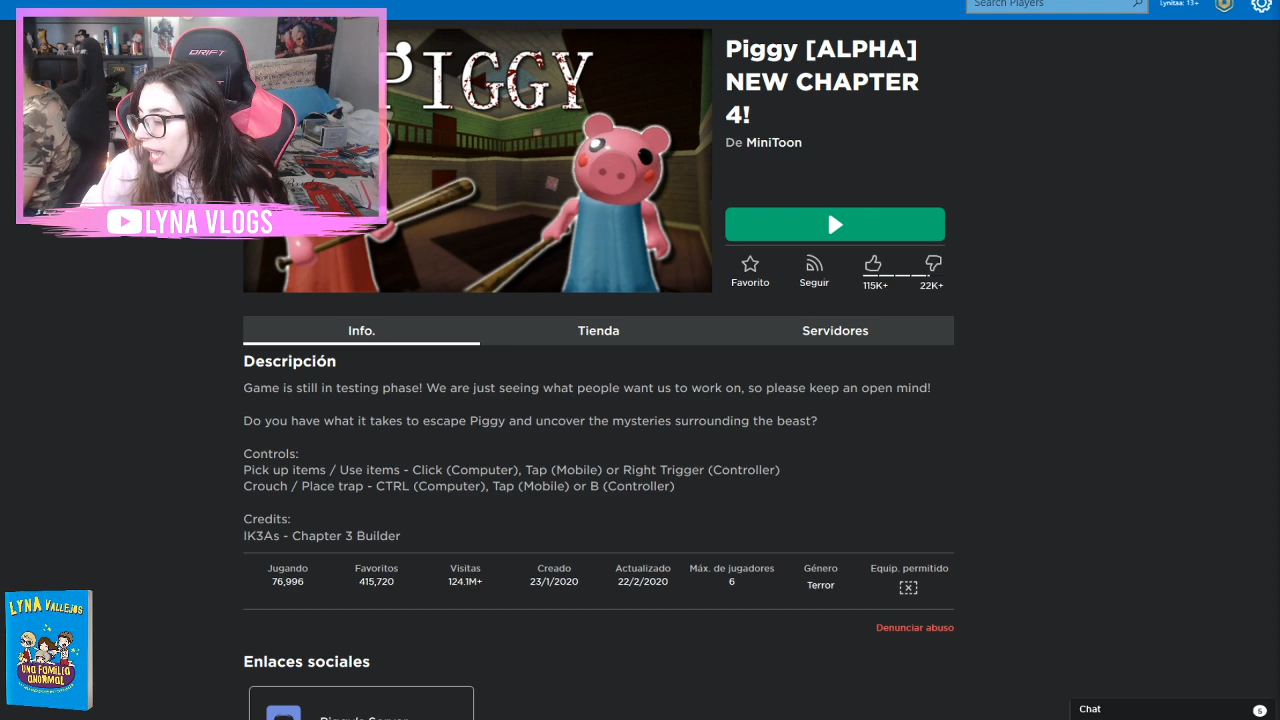 Search Players
Lynitaa: 13+
DRIFT
LYNA VLOGS
PIGGY
Piggy [ALPHA]
NEW CHAPTER
4!
De MiniToon
Favorito
Seguir
115K+
22K+
Info.
Tienda
Servidores
Descripción
Game is still in testing phase! We are just seeing what people want us to work on, so please keep an open mind!
Do you have what it takes to escape Piggy and uncover the mysteries surrounding the beast?
Controls:
Pick up items / Use items - Click (Computer), Tap (Mobile) or Right Trigger (Controller)
Crouch / Place trap - CTRL (Computer), Tap (Mobile) or B (Controller)
Credits:
IK3As - Chapter 3 Builder
Jugando
Favoritos
Visitas
Creado
Actualizado
Máx. de jugadores
Género
Equip. permitido
76,996
415,720
124.1M+
23/1/2020
22/2/2020
6
Terror
Denunciar abuso
LYNA VALLEJOS
UNA FAMILIA
ANORMAL
Enlaces sociales
Chat